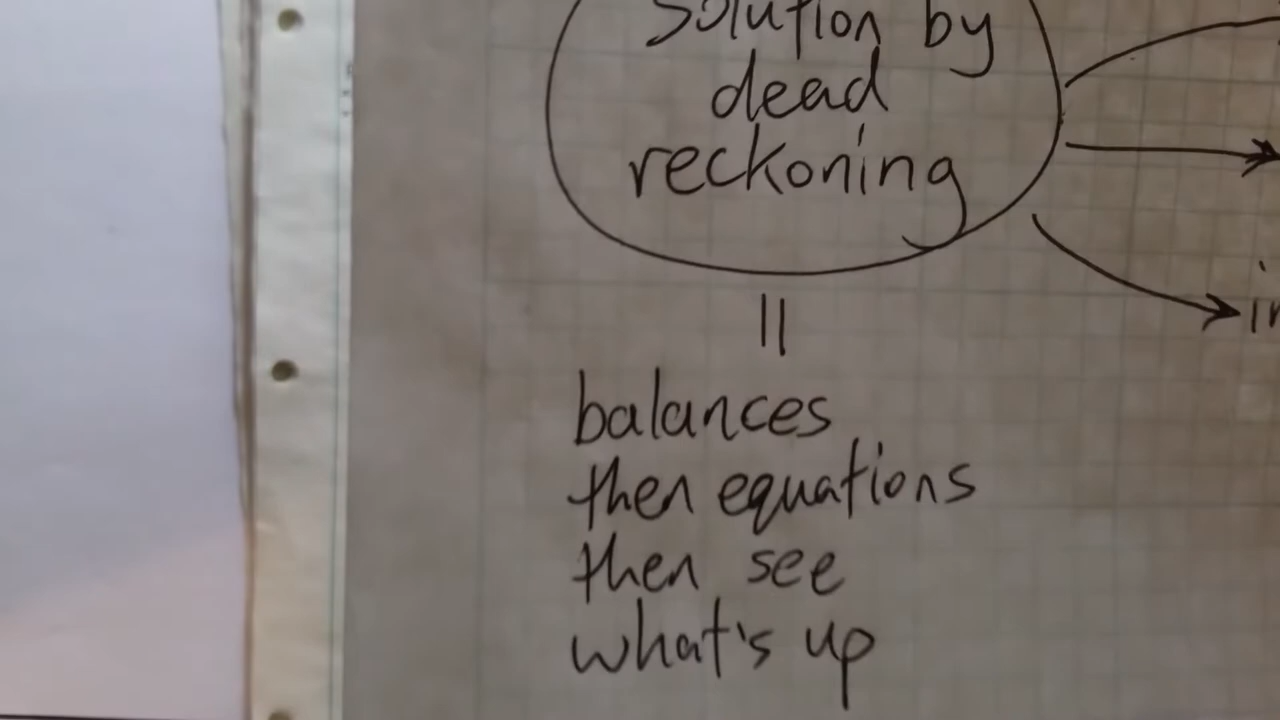 solution by
dead
reckoning
||
balances
then equations
then see
what's up